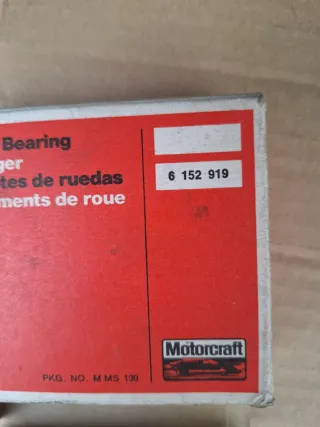 Bearing
ger
tes de ruedas
ments de roue
6 152 919
Motorcraft
PKG. NO. M MS 130